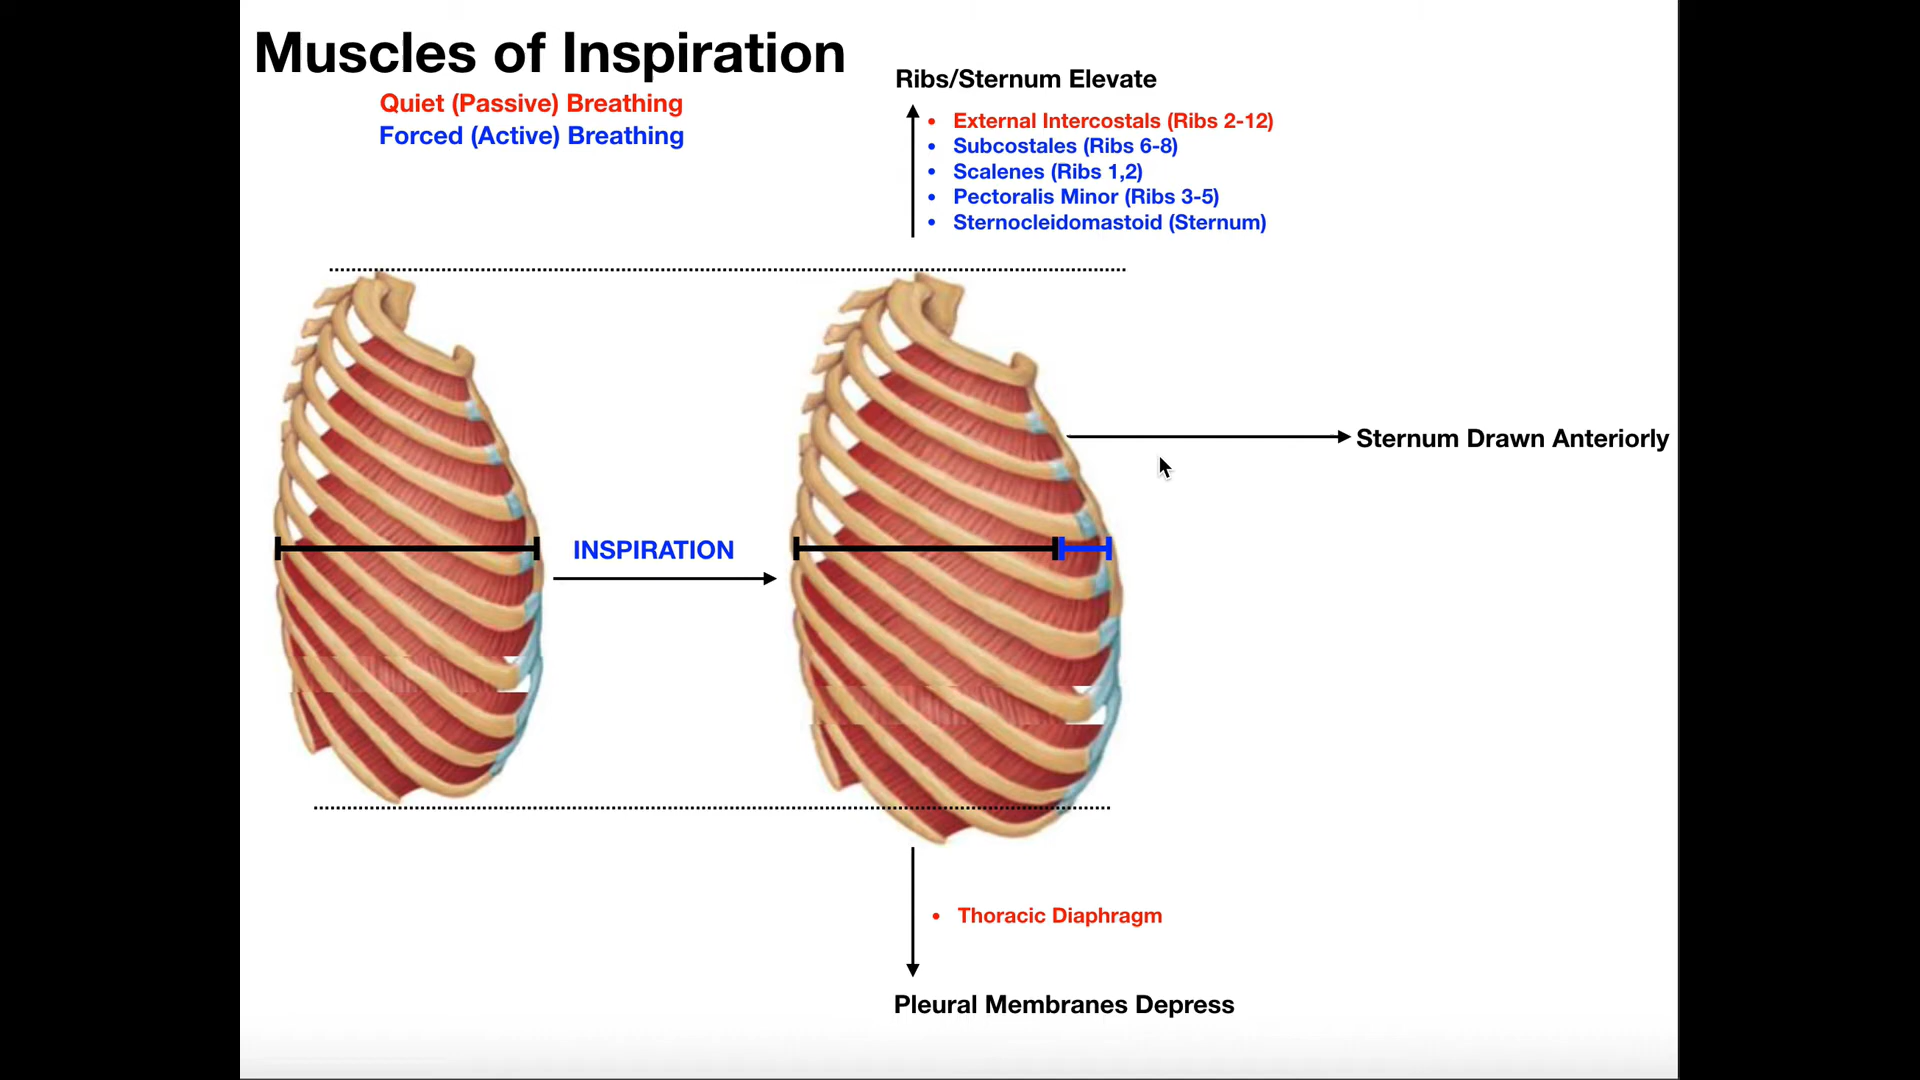 Muscles of Inspiration
Quiet (Passive) Breathing
Forced (Active) Breathing
Ribs/Sternum Elevate
• External Intercostals (Ribs 2-12)
• Subcostales (Ribs 6-8)
• Scalenes (Ribs 1,2)
• Pectoralis Minor (Ribs 3-5)
• Sternocleidomastoid (Sternum)
Sternum Drawn Anteriorly
INSPIRATION
• Thoracic Diaphragm
Pleural Membranes Depress